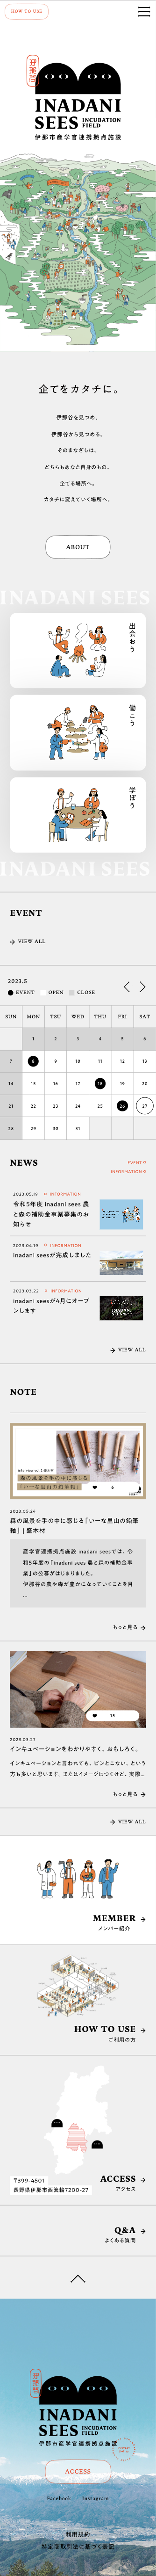 HOW TO USE
伊那谷
INADANI
SEES INCUBATION
FIELD
伊那市産学官連携拠点施設
企てをカタチに。
伊那谷を見つめ、
伊那谷から見つめる。
そのまなざしは、
どちらもあなた自身のもの。
企てる場所へ。
カタチに変えていく場所へ。
ABOUT
INADANI SEES
出会おう
働こう
学ぼう
INADANI SEES
EVENT
VIEW ALL
2023.5
EVENT OPEN CLOSE
SUN MON TSU WED THU FRI SAT
1 2 3 4 5 6
7 8 9 10 11 12 13
14 15 16 17 18 19 20
21 22 23 24 25 26 27
28 29 30 31
NEWS
EVENT
INFORMATION
2023.05.19 INFORMATION
令和5年度 inadani sees 農
と森の補助金事業募集のお
知らせ
2023.04.19 INFORMATION
inadani seesが完成しました
2023.03.22 INFORMATION
inadani seesが4月にオープ
ンします
VIEW ALL
NOTE
森の風景を手の中に感じる
「い〜な里山の鉛筆軸」
2023.03.24
森の風景を手の中に感じる「い〜な里山の鉛筆
軸」 | 盛木材
産学官連携拠点施設 inadani seesでは、令
和5年度の「inadani sees 農と森の補助金事
業」の公募がはじまりました。
伊那谷の農や森が豊かになっていくことを目
...
もっと見る
2023.03.27
インキュベーションをわかりやすく、おもしろく。
インキュベーションと言われても、ピンとこない、という
方も多いと思います。またはイメージはつくけど、実際...
もっと見る
VIEW ALL
MEMBER
メンバー紹介
HOW TO USE
ご利用の方
〒399-4501
長野県伊那市西箕輪7200-27
ACCESS
アクセス
Q&A
よくある質問
伊那谷
INADANI
SEES INCUBATION
FIELD
伊那市産学官連携拠点施設
ACCESS
Facebook Instagram
利用規約
特定商取引法に基づく表記